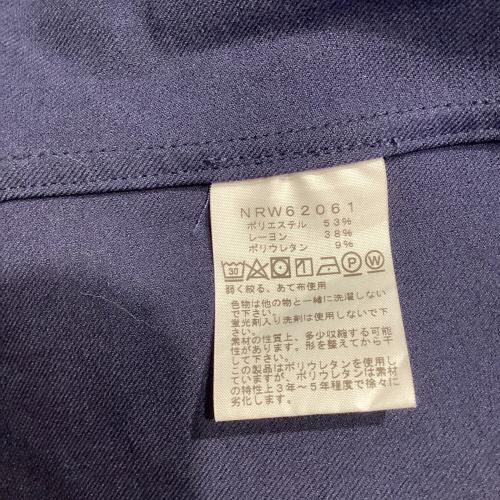 NRW62061
ポリエステル 53%
レーヨン 38%
ポリウレタン 9%
30 P W
弱く絞る、あて布使用
色物は他の物と一緒に洗濯しない
で下さい。
蛍光剤入り洗剤は使用しないで下
さい。
素材の性質上、多少収縮する可能
性があります。形を整えてから干
して下さい。
この製品はポリウレタンを使用し
ていますが、ポリウレタンは素材
の特性上3年～5年程度で徐々に
劣化します。